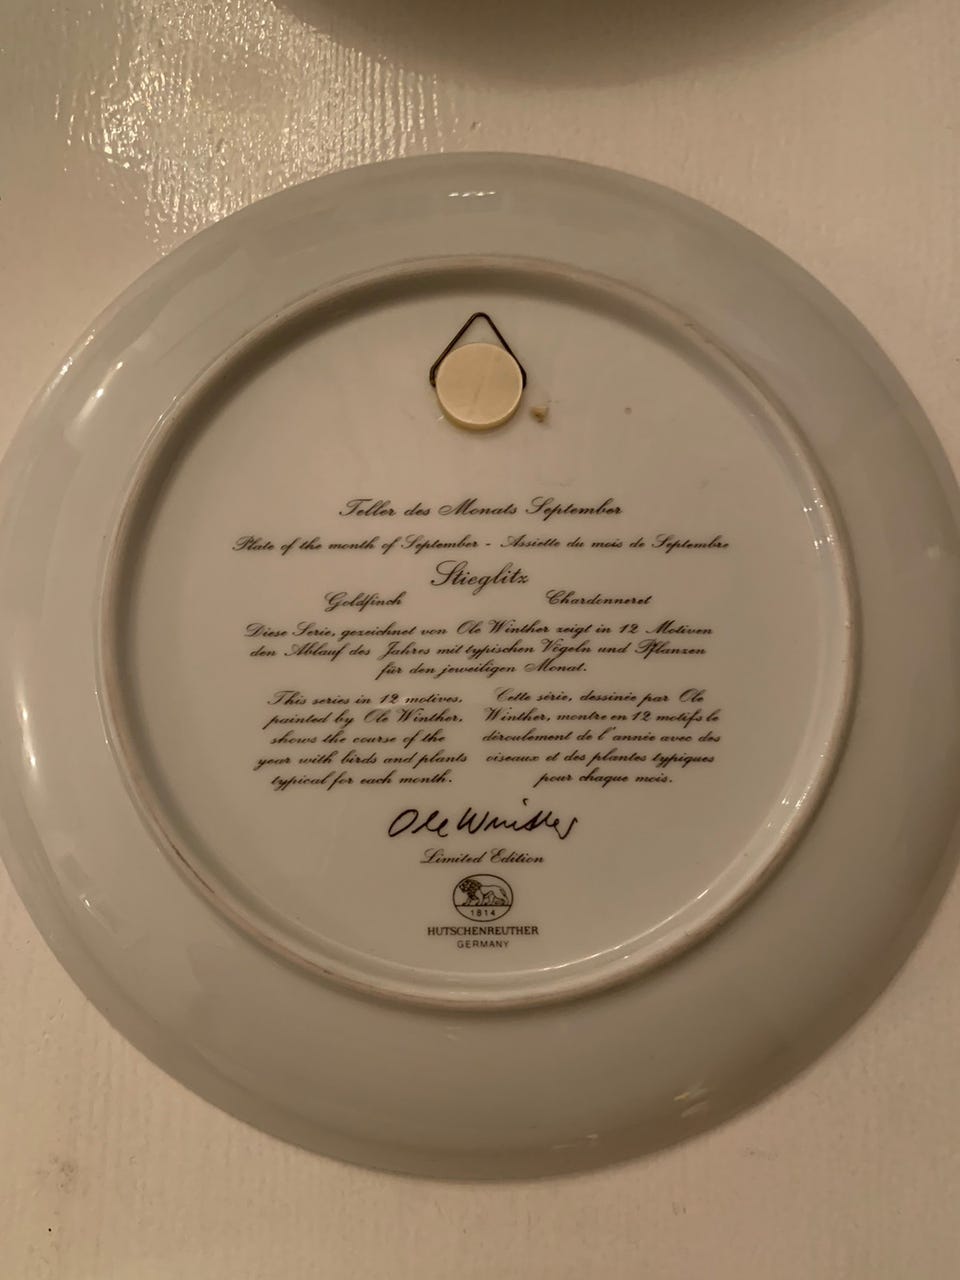 Teller des Monats September
Plate of the month of September - Assiette du mois de Septembre
Stieglitz
Goldfinch Chardonneret
Diese Serie, gezeichnet von Ole Winther zeigt in 12 Motiven
den Ablauf des Jahres mit typischen Vögeln und Pflanzen
für den jeweiligen Monat.
This series in 12 motives,
painted by Ole Winther,
shows the course of the
year with birds and plants
typical for each month.
Cette série, dessinée par Ole
Winther, montre en 12 motifs le
déroulement de l'année avec des
oiseaux et des plantes typiques
pour chaque mois.
Ole Winther
Limited Edition
1814
HUTSCHENREUTHER
GERMANY